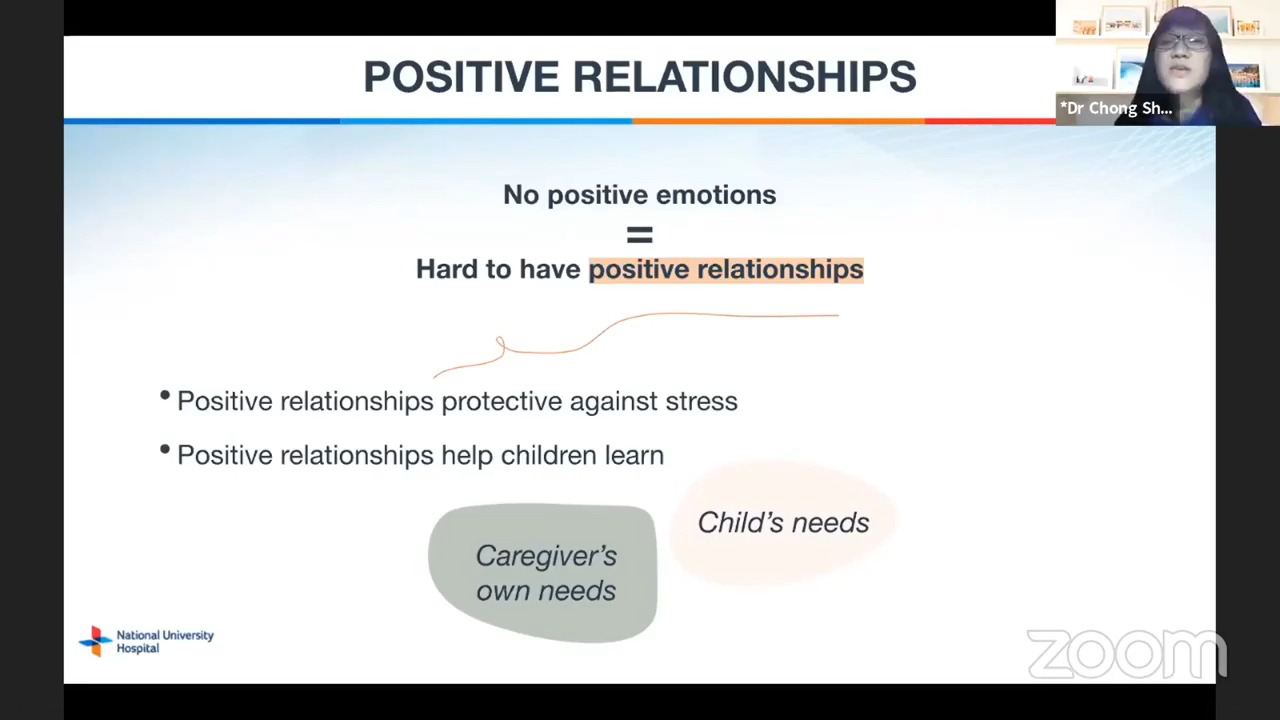 POSITIVE RELATIONSHIPS
*Dr Chong Sh...
No positive emotions
=
Hard to have positive relationships
• Positive relationships protective against stress
• Positive relationships help children learn
Child's needs
Caregiver's
own needs
National University
Hospital
zoom